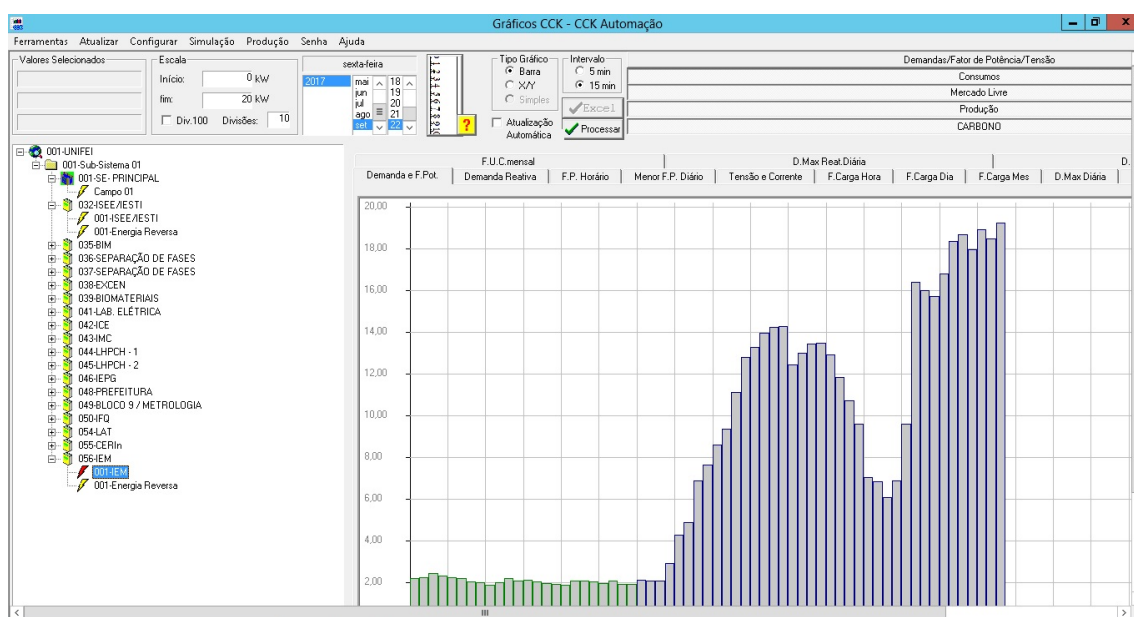 Gráficos CCK - CCK Automação
Ferramentas Atualizar Configurar Simulação Produção Senha Ajuda
Valores Selecionados
Escala
Início: 0 kW
fim: 20 kW
Div.100 Divisões: 10
sexta-feira
2017
mai 18
jun 19
jul 20
ago 21
set 22
?
Tipo Gráfico
Barra
X/Y
Simples
Atualização
Automática
Intervalo
5 min
15 min
Excel
Processar
Demandas/Fator de Potência/Tensão
Consumos
Mercado Livre
Produção
CARBONO
001-UNIFEI
001-Sub-Sistema 01
001-SE- PRINCIPAL
Campo 01
032-ISEE/IESTI
001-ISEE/IESTI
001-Energia Reversa
035-BIM
036-SEPARAÇÃO DE FASES
037-SEPARAÇÃO DE FASES
038-EXCEN
039-BIOMATERIAIS
041-LAB. ELÉTRICA
042-ICE
043-IMC
044-LHPCH - 1
045-LHPCH - 2
046-IEPG
048-PREFEITURA
049-BLOCO 9 / METROLOGIA
050-IFQ
054-LAT
055-CERIn
056-IEM
001-IEM
001-Energia Reversa
F.U.C.mensal D.Max Reat.Diária D.
Demanda e F.Pot. Demanda Reativa F.P. Horário Menor F.P. Diário Tensão e Corrente F.Carga Hora F.Carga Dia F.Carga Mes D.Max Diária
20,00
18,00
16,00
14,00
12,00
10,00
8,00
6,00
4,00
2,00